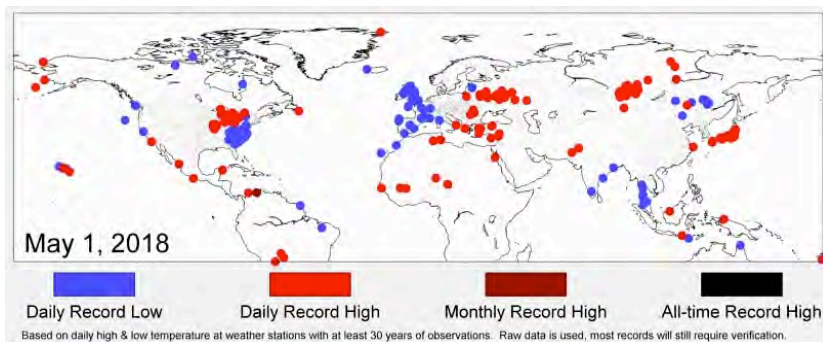 May 1, 2018
Daily Record Low
Daily Record High
Monthly Record High
All-time Record High
Based on daily high & low temperature at weather stations with at least 30 years of observations. Raw data is used, most records will still require verification.